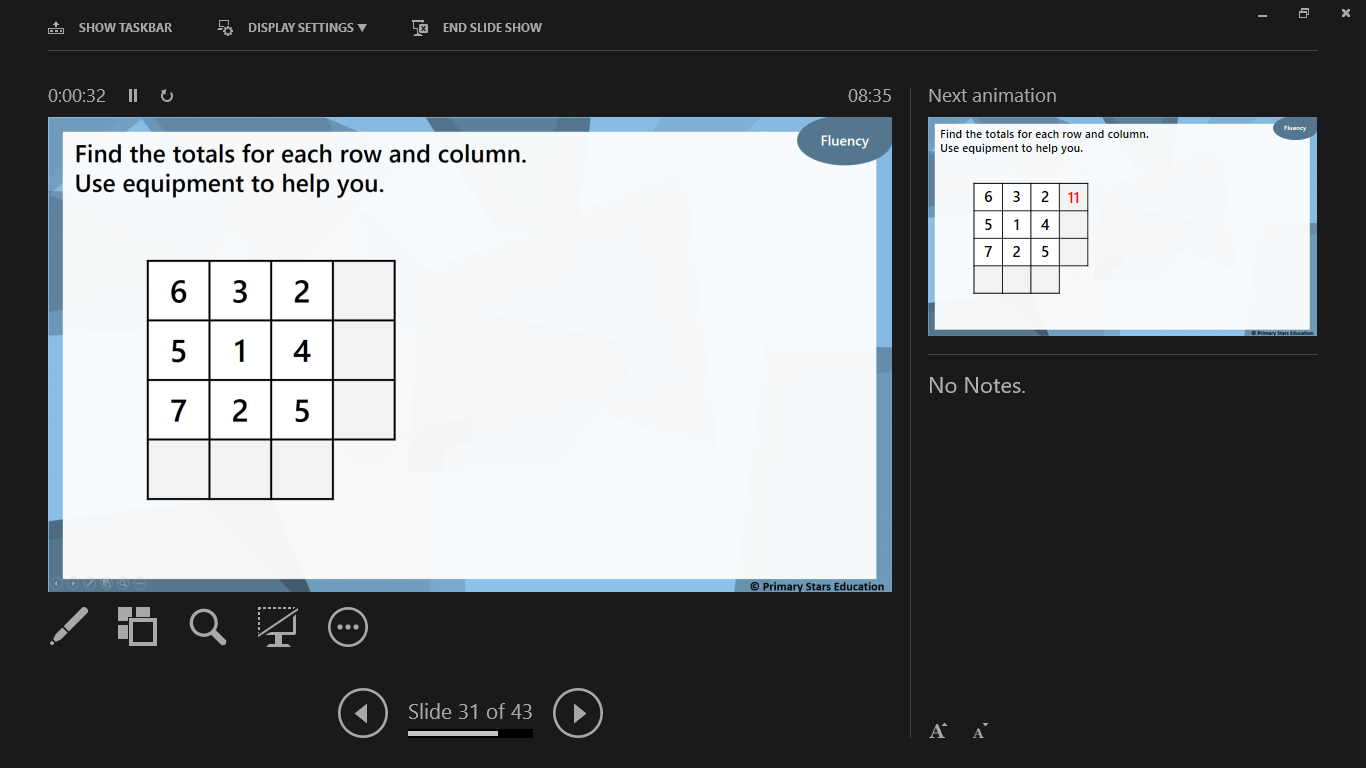 SHOW TASKBAR
DISPLAY SETTINGS ▼
END SLIDE SHOW
0:00:32
08:35
Find the totals for each row and column.
Use equipment to help you.
Fluency
6 3 2
5 1 4
7 2 5
© Primary Stars Education
Slide 31 of 43
Next animation
Find the totals for each row and column.
Use equipment to help you.
Fluency
6 3 2 11
5 1 4
7 2 5
© Primary Stars Education
No Notes.
A A